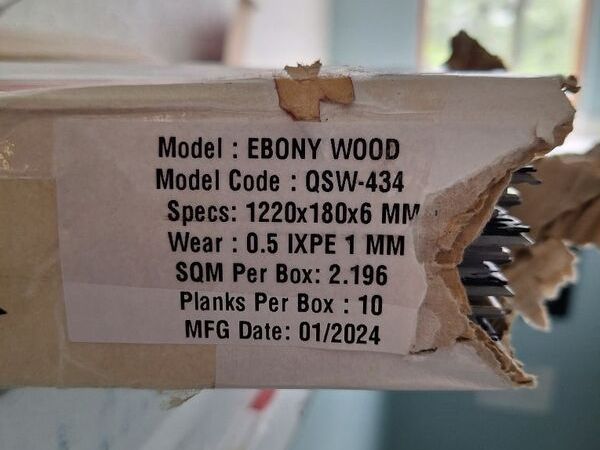 Model : EBONY WOOD
Model Code : QSW-434
Specs: 1220x180x6 MM
Wear : 0.5 IXPE 1 MM
SQM Per Box: 2.196
Planks Per Box : 10
MFG Date: 01/2024